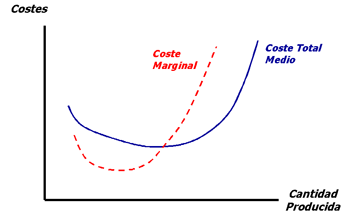 Costes
Coste
Marginal
Coste Total
Medio
Cantidad
Producida